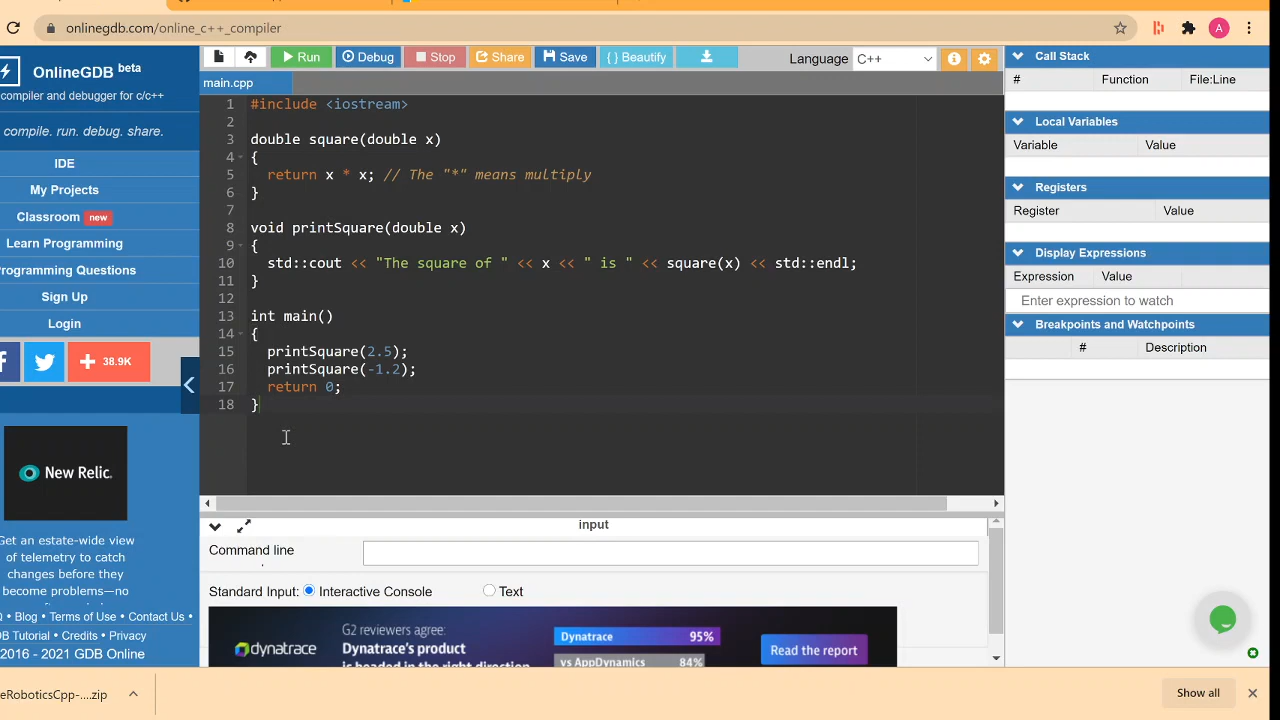 onlinegdb.com/online_c++_compiler
A
OnlineGDB beta
compiler and debugger for c/c++
compile. run. debug. share.
IDE
My Projects
Classroom new
Learn Programming
Programming Questions
Sign Up
Login
38.9K
New Relic.
Get an estate-wide view
of telemetry to catch
changes before they
become problems—no
• Blog • Terms of Use • Contact Us •
DB Tutorial • Credits • Privacy
2016 - 2021 GDB Online
Run Debug Stop Share Save { } Beautify
Language C++
main.cpp
1 #include <iostream>
2
3 double square(double x)
4 {
5 return x * x; // The "*" means multiply
6 }
7
8 void printSquare(double x)
9 {
10 std::cout << "The square of " << x << " is " << square(x) << std::endl;
11 }
12
13 int main()
14 {
15 printSquare(2.5);
16 printSquare(-1.2);
17 return 0;
18 }
input
Command line
Standard Input: Interactive Console Text
dynatrace
G2 reviewers agree:
Dynatrace's product
is headed in the right direction
Dynatrace 95%
vs AppDynamics 84%
Read the report
Call Stack
# Function File:Line
Local Variables
Variable Value
Registers
Register Value
Display Expressions
Expression Value
Enter expression to watch
Breakpoints and Watchpoints
# Description
eRoboticsCpp-....zip
Show all